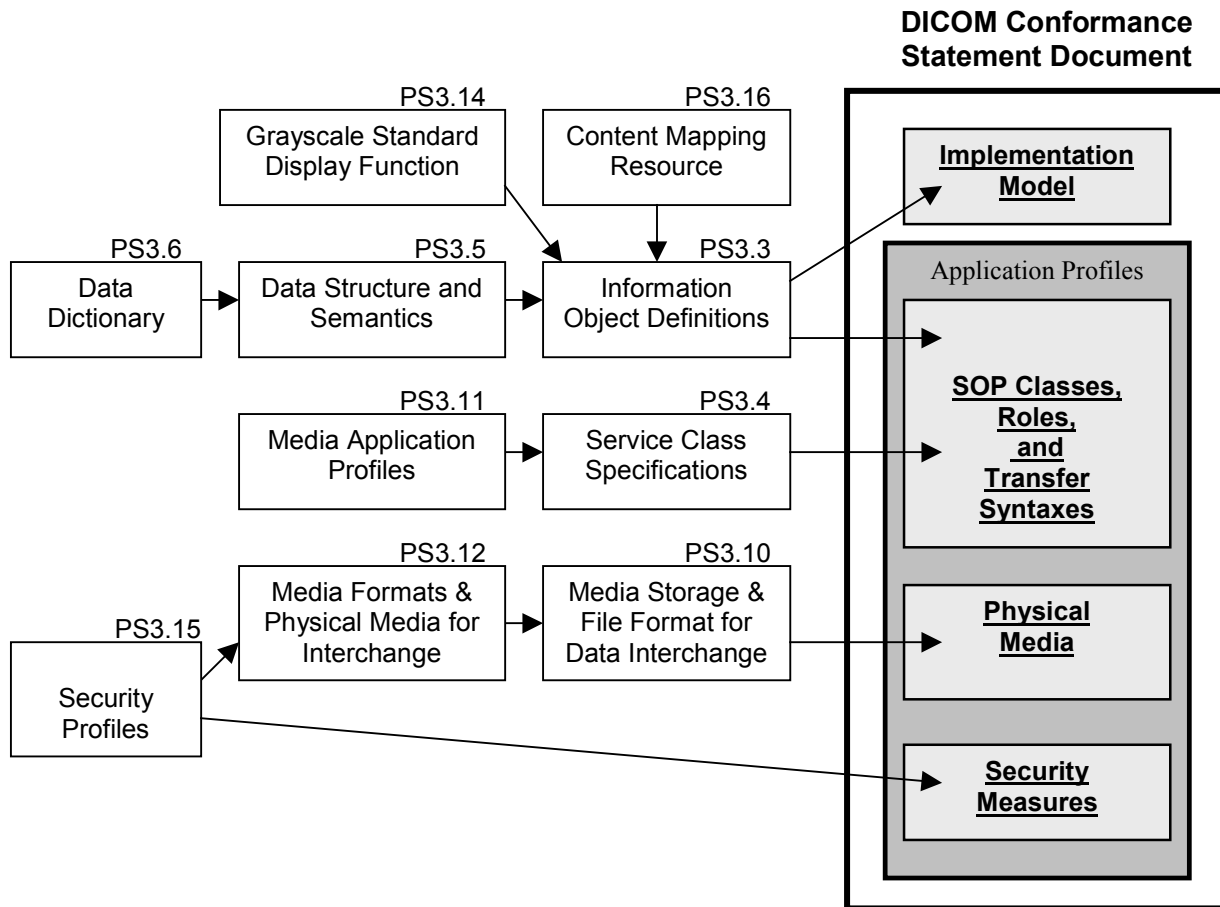 DICOM Conformance
Statement Document
PS3.14
Grayscale Standard
Display Function
PS3.16
Content Mapping
Resource
Implementation
Model
PS3.6
Data
Dictionary
PS3.5
Data Structure and
Semantics
PS3.3
Information
Object Definitions
Application Profiles
SOP Classes,
Roles,
and
Transfer
Syntaxes
PS3.11
Media Application
Profiles
PS3.4
Service Class
Specifications
PS3.12
Media Formats &
Physical Media for
Interchange
PS3.10
Media Storage &
File Format for
Data Interchange
Physical
Media
PS3.15
Security
Profiles
Security
Measures